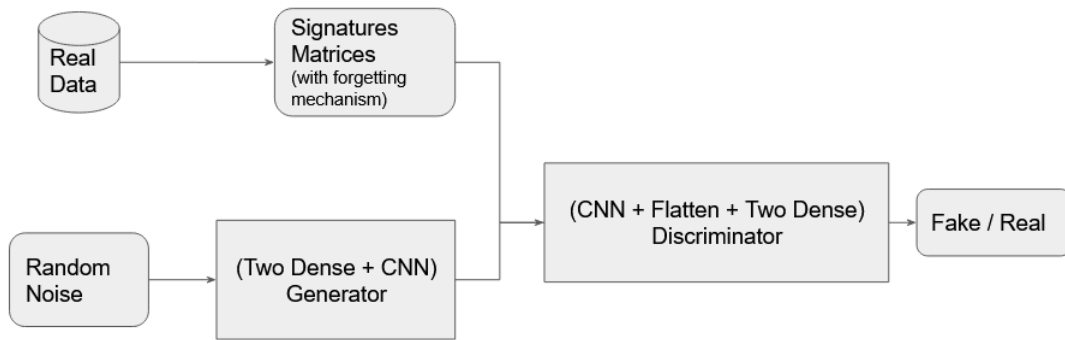 Real
Data
Signatures
Matrices
(with forgetting
mechanism)
Random
Noise
(Two Dense + CNN)
Generator
(CNN + Flatten + Two Dense)
Discriminator
Fake / Real